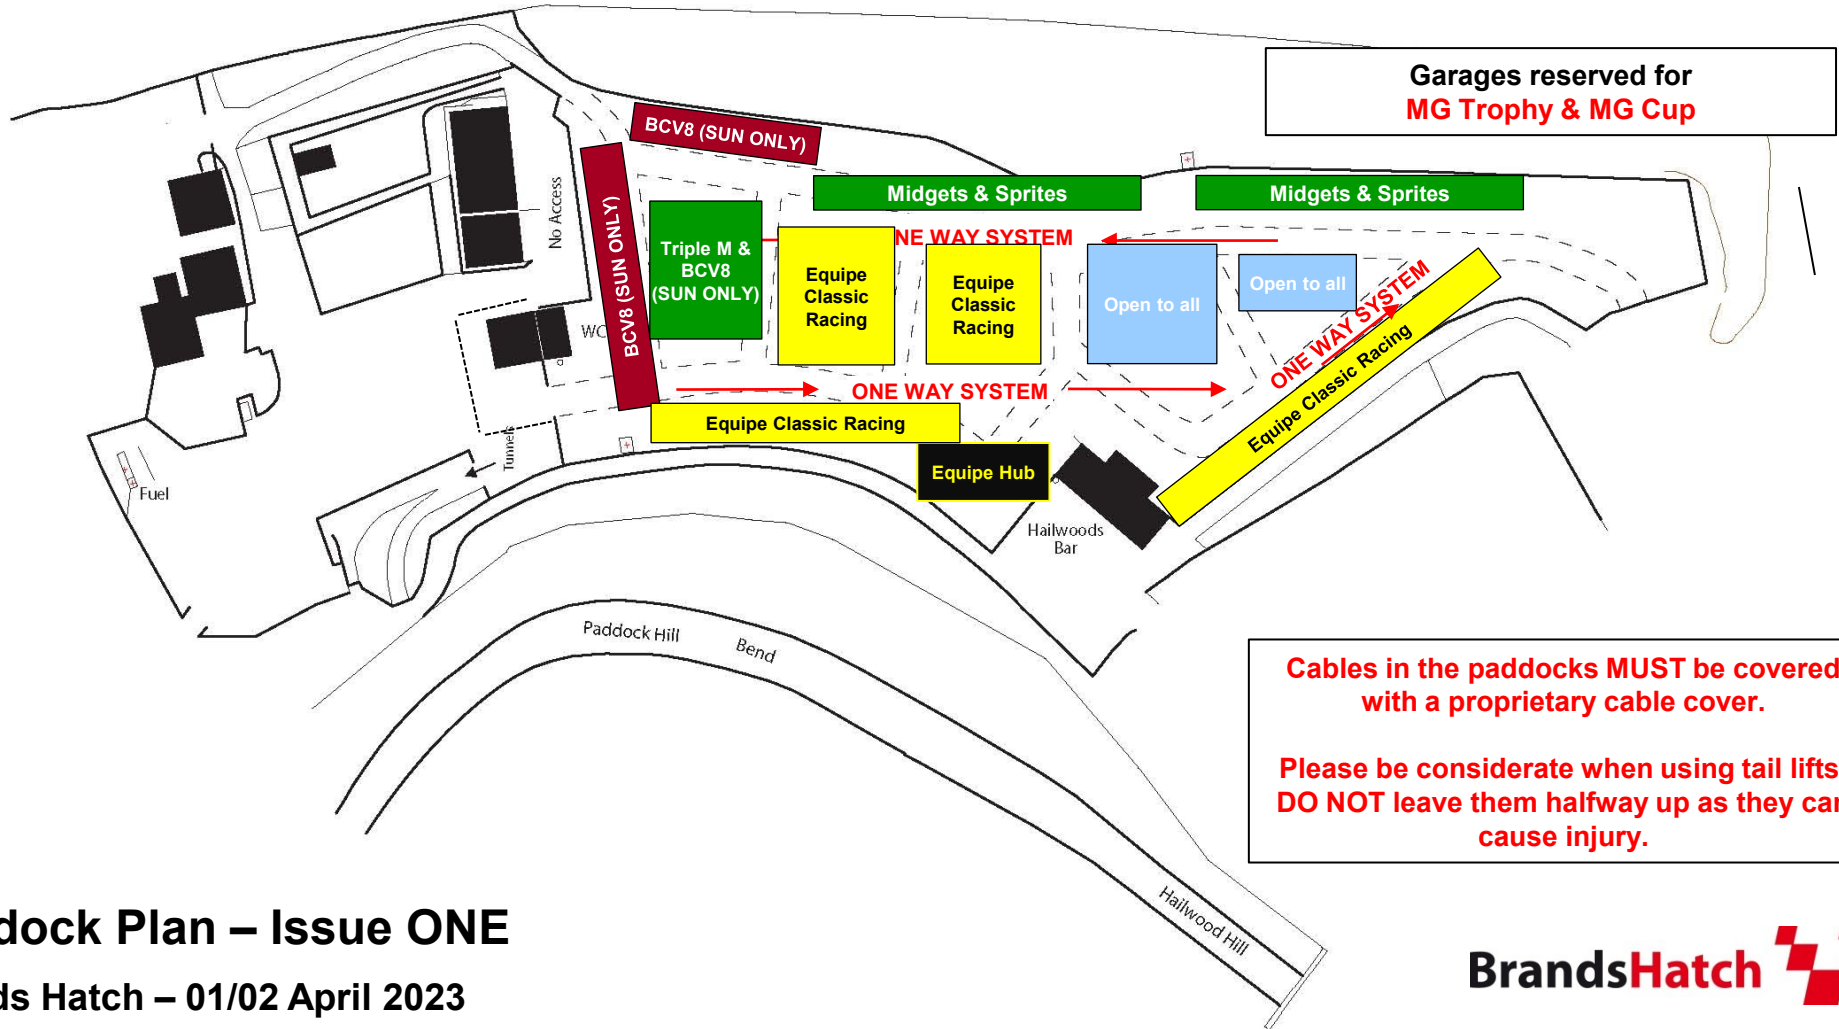 Garages reserved for
MG Trophy & MG Cup
BCV8 (SUN ONLY)
Midgets & Sprites
Midgets & Sprites
No Access
BCV8 (SUN ONLY)
Triple M &
BCV8
(SUN ONLY)
NE WAY SYSTEM
Equipe
Classic
Racing
Equipe
Classic
Racing
Open to all
Open to all
ONE WAY SYSTEM
Equipe Classic Racing
WC
ONE WAY SYSTEM
Equipe Classic Racing
Equipe Hub
Tunnels
Fuel
Hailwoods
Bar
Paddock Hill Bend
Hailwood Hill
Cables in the paddocks MUST be covered
with a proprietary cable cover.
Please be considerate when using tail lifts
DO NOT leave them halfway up as they can
cause injury.
dock Plan – Issue ONE
ds Hatch – 01/02 April 2023
BrandsHatch